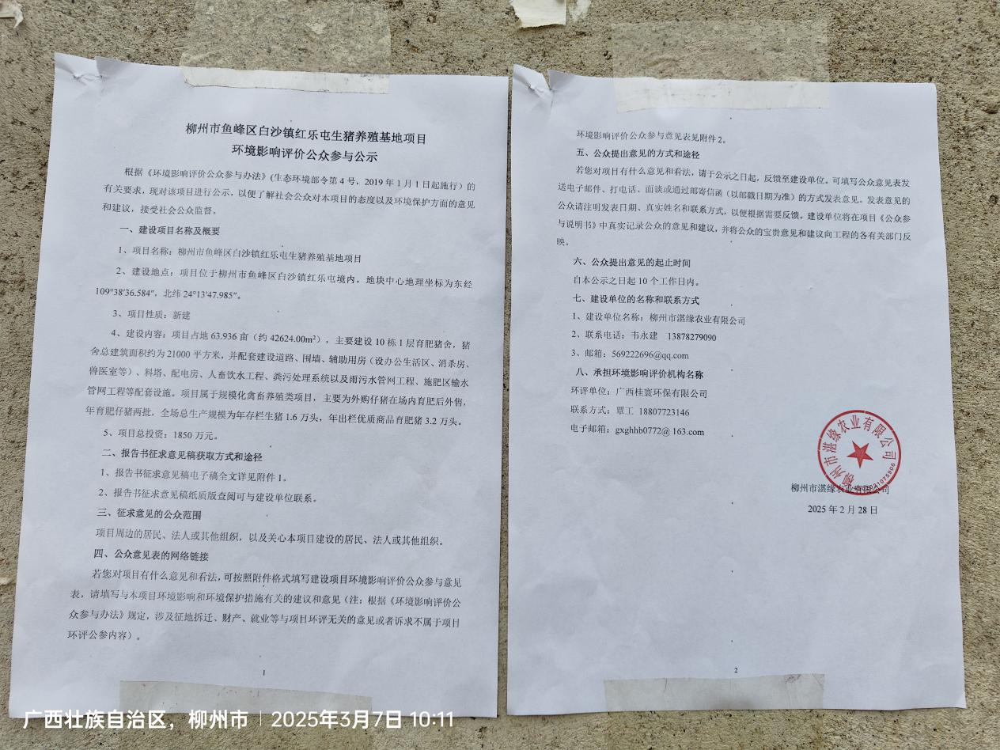 柳州市鱼峰区白沙镇红乐屯生猪养殖基地项目
环境影响评价公众参与公示
根据《环境影响评价公众参与办法》(生态环境部令第4号，2019年1月1日起施行）的
有关要求，现对该项目进行公示，以便了解社会公众对本项目的态度以及环境保护方面的意见
和建议，接受社会公众监督。
一、建设项目名称及概要
1、项目名称：柳州市鱼峰区白沙镇红乐屯生猪养殖基地项目
2、建设地点：项目位于柳州市鱼峰区白沙镇红乐屯境内，地块中心地理坐标为东经
109°38′36.584″，北纬24°13′47.985″。
3、项目性质：新建
4、建设内容：项目占地63.936亩（约42624.00m²），主要建设10栋1层育肥猪舍，猪
舍总建筑面积约为21000平方米，并配套建设道路、围墙、辅助用房（设办公生活区、消杀房、
兽医室等）、料塔、配电房、人畜饮水工程、粪污处理系统以及雨污水管网工程、施肥区输水
管网工程等配套设施。项目属于规模化禽畜养殖类项目，主要为外购仔猪在场内育肥后外售，
年育肥仔猪两批，全场总生产规模为年存栏生猪1.6万头，年出栏优质商品育肥猪3.2万头。
5、项目总投资：1850万元。
二、报告书征求意见稿获取方式和途径
1、报告书征求意见稿电子稿全文详见附件1。
2、报告书征求意见稿纸质版查阅可与建设单位联系。
三、征求意见的公众范围
项目周边的居民、法人或其他组织，以及关心本项目建设的居民、法人或其他组织。
四、公众意见表的网络链接
若您对项目有什么意见和看法，可按照附件格式填写建设项目环境影响评价公众参与意见
表，请填写与本项目环境影响和环境保护措施有关的建议和意见（注：根据《环境影响评价公
众参与办法》规定，涉及征地拆迁、财产、就业等与项目环评无关的意见或者诉求不属于项目
环评公参内容）。
1
环境影响评价公众参与意见表见附件2。
五、公众提出意见的方式和途径
若您对项目有什么意见和看法，请于公示之日起，反馈至建设单位。可填写公众意见表发
送电子邮件、打电话、面谈或通过邮寄信函（以邮戳日期为准）的方式发表意见。发表意见的
公众请注明发表日期、真实姓名和联系方式，以便根据需要反馈。建设单位将在项目《公众参
与说明书》中真实记录公众的意见和建议，并将公众的宝贵意见和建议向工程的各有关部门反
映。
六、公众提出意见的起止时间
自本公示之日起10个工作日内。
七、建设单位的名称和联系方式
1、建设单位名称：柳州市湛缘农业有限公司
2、联系电话：韦永建 13878279090
3、邮箱：569222696@qq.com
八、承担环境影响评价机构名称
环评单位：广西桂寰环保有限公司
联系方式：覃工 18807723146
电子邮箱：gxghhb0772@ 163.com
柳州市湛缘农业有限公司
柳州市湛缘农业有限公司
2025年2月28日
2
广西壮族自治区，柳州市 | 2025年3月7日 10:11